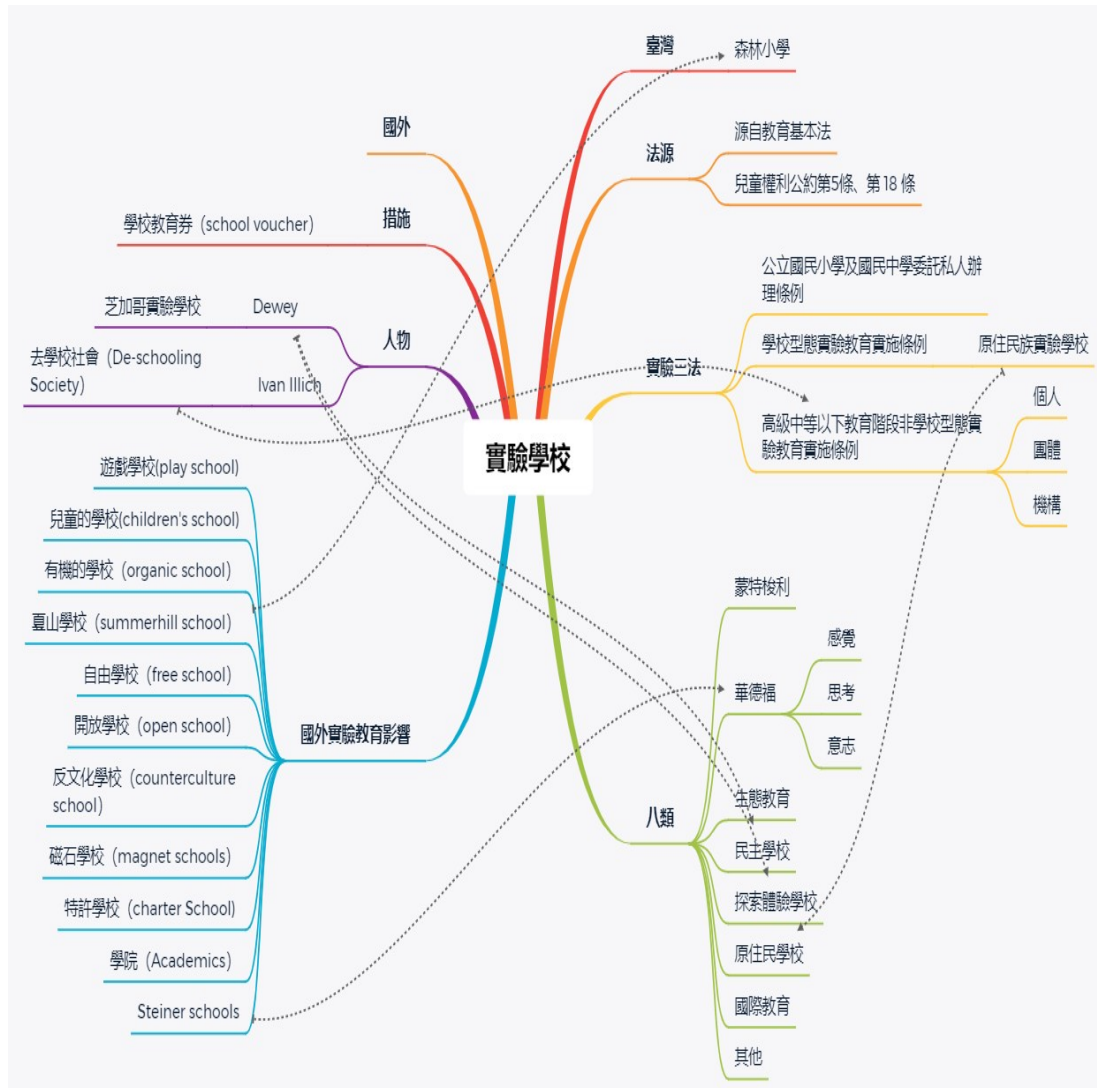 實驗學校
臺灣
森林小學
法源
源自教育基本法
兒童權利公約第5條、第 18 條
實驗三法
公立國民小學及國民中學委託私人辦
理條例
學校型態實驗教育實施條例
原住民族實驗學校
高級中等以下教育階段非學校型態實
驗教育實施條例
個人
團體
機構
八類
蒙特梭利
華德福
感覺
思考
意志
生態教育
民主學校
探索體驗學校
原住民學校
國際教育
其他
國外
措施
學校教育券（school voucher）
人物
芝加哥實驗學校
Dewey
去學校社會（De-schooling
Society）
Ivan Illich
國外實驗教育影響
遊戲學校(play school)
兒童的學校(children's school)
有機的學校（organic school）
夏山學校（summerhill school）
自由學校（free school）
開放學校（open school）
反文化學校（counterculture
school）
磁石學校（magnet schools）
特許學校（charter School)
學院（Academics）
Steiner schools